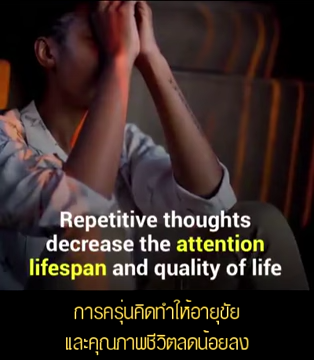 Repetitive thoughts
decrease the attention
lifespan and quality of life
การครุ่นคิดทำให้อายุขัย
และคุณภาพชีวิตลดน้อยลง